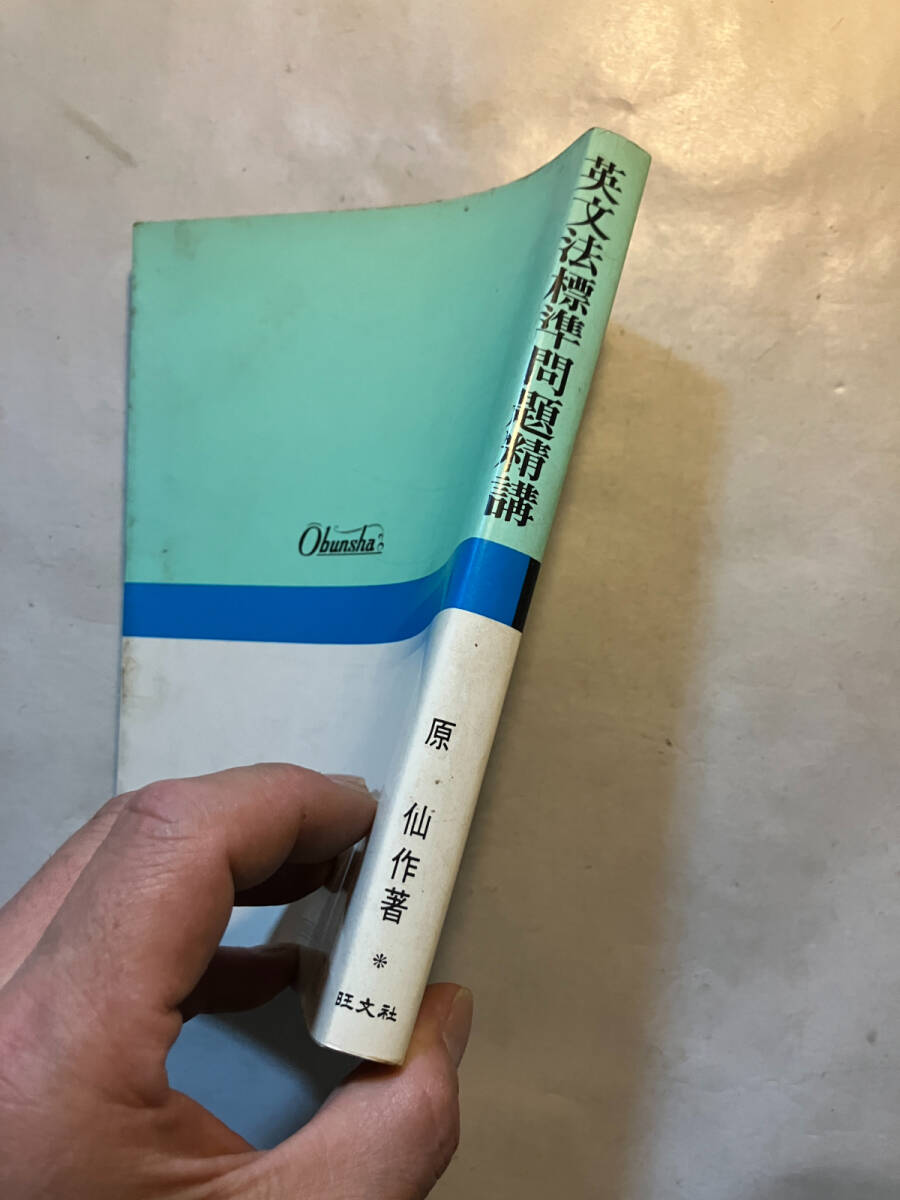 英文法標準問題精講
Obunsha
原 仙作著
*
旺文社